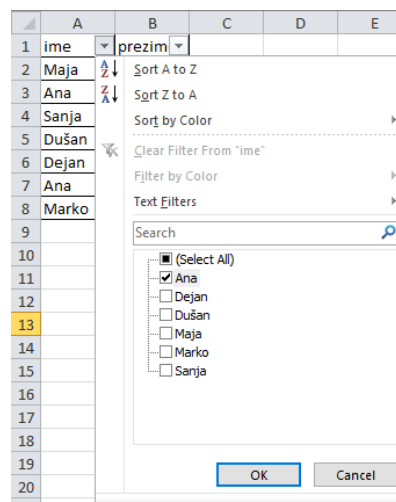 A B C D E
1 ime prezim
2 Maja
3 Ana
4 Sanja
5 Dušan
6 Dejan
7 Ana
8 Marko
9
10
11
12
13
14
15
16
17
18
19
20
Sort A to Z
Sort Z to A
Sort by Color
Clear Filter From "ime"
Filter by Color
Text Filters
Search
(Select All)
Ana
Dejan
Dušan
Maja
Marko
Sanja
OK Cancel